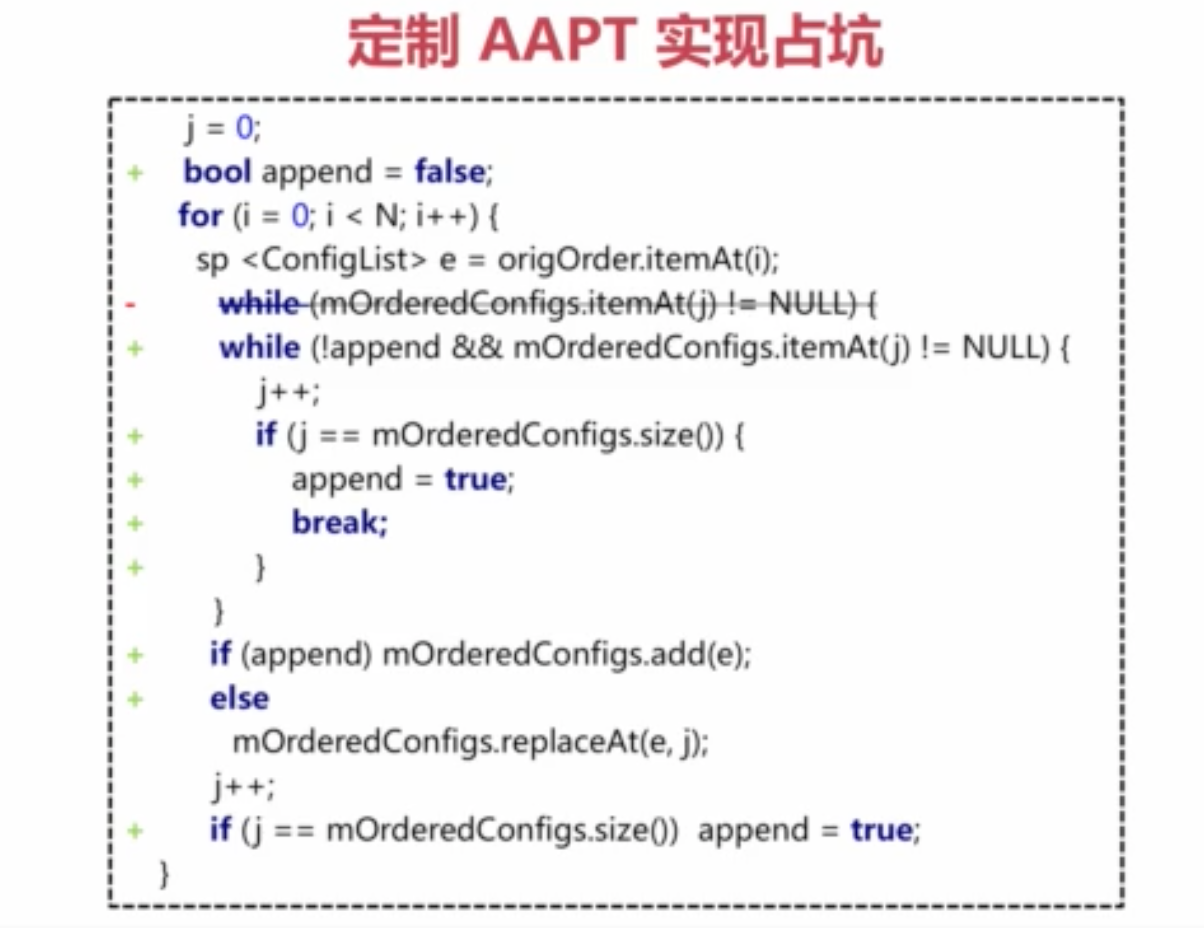 定制 AAPT 实现占坑
j = 0;
+ bool append = false;
for (i = 0; i < N; i++) {
sp <ConfigList> e = origOrder.itemAt(i);
- while (mOrderedConfigs.itemAt(j) != NULL) {
+ while (!append && mOrderedConfigs.itemAt(j) != NULL) {
j++;
+ if (j == mOrderedConfigs.size()) {
+ append = true;
+ break;
+ }
}
+ if (append) mOrderedConfigs.add(e);
+ else
mOrderedConfigs.replaceAt(e, j);
j++;
+ if (j == mOrderedConfigs.size()) append = true;
}